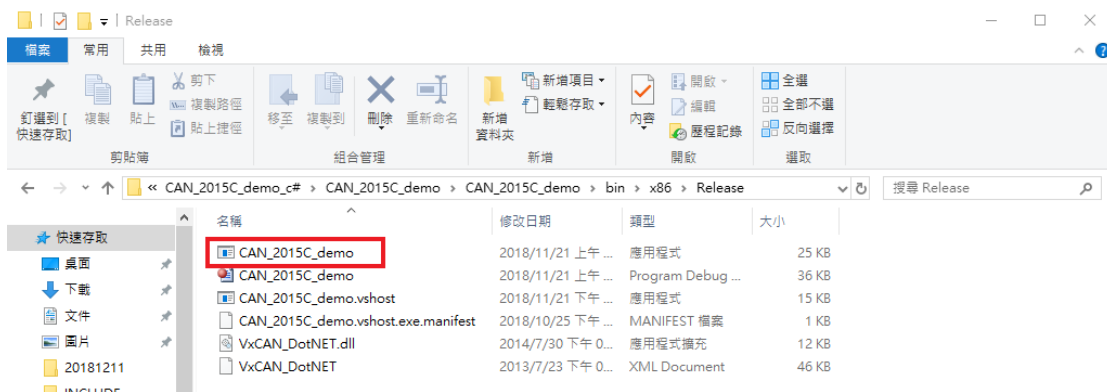 Release
檔案 常用 共用 檢視
釘選到 [快速存取]
複製
貼上
剪下
複製路徑
貼上捷徑
剪貼簿
移至
複製到
刪除
重新命名
組合管理
新增資料夾
新增項目
輕鬆存取
新增
內容
開啟
編輯
歷程記錄
開啟
全選
全部不選
反向選擇
選取
« CAN_2015C_demo_c# › CAN_2015C_demo › CAN_2015C_demo › bin › x86 › Release
搜尋 Release
快速存取
桌面
下載
文件
圖片
20181211
名稱 修改日期 類型 大小
CAN_2015C_demo 2018/11/21 上午 ... 應用程式 25 KB
CAN_2015C_demo 2018/11/21 上午 ... Program Debug ... 36 KB
CAN_2015C_demo.vshost 2018/11/21 下午 ... 應用程式 15 KB
CAN_2015C_demo.vshost.exe.manifest 2018/10/25 下午 ... MANIFEST 檔案 1 KB
VxCAN_DotNET.dll 2014/7/30 下午 0... 應用程式擴充 12 KB
VxCAN_DotNET 2013/7/23 下午 0... XML Document 46 KB